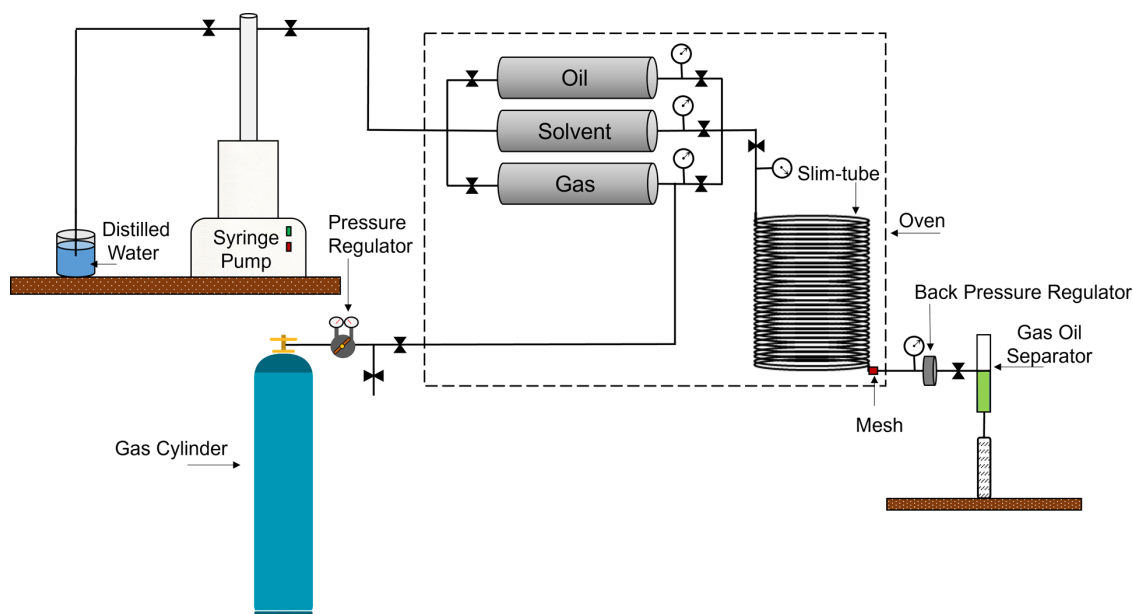 Oil
Solvent
Gas
Slim-tube
Oven
Distilled
Water
Syringe
Pump
Pressure
Regulator
Back Pressure Regulator
Gas Oil
Separator
Mesh
Gas Cylinder